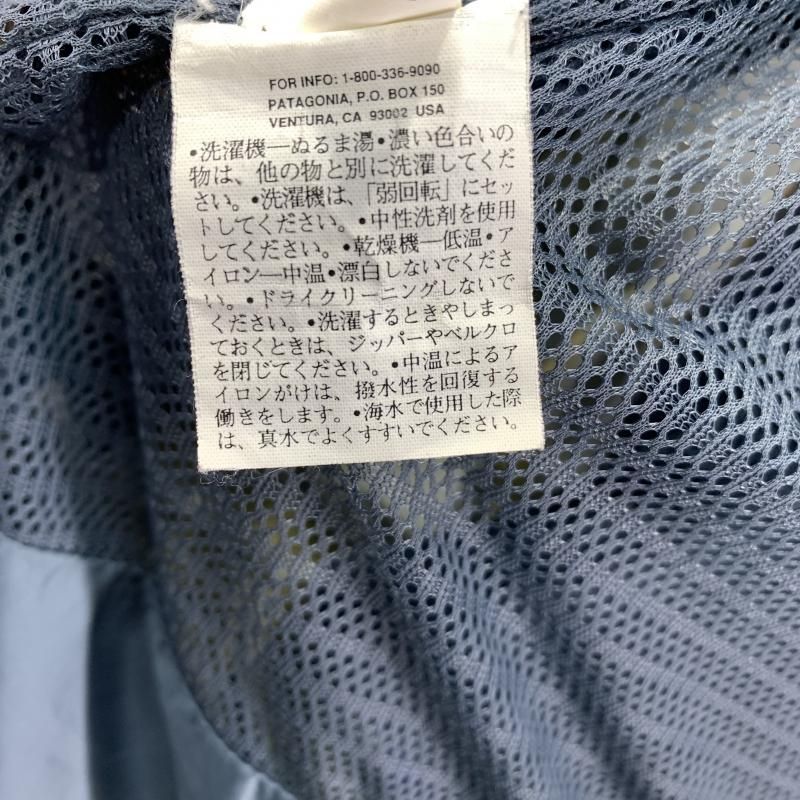 FOR INFO: 1-800-336-9090
PATAGONIA, P.O. BOX 150
VENTURA, CA 93002 USA
•洗濯機—ぬるま湯•濃い色合いの
物は、他の物と別に洗濯してくだ
さい。•洗濯機は、「弱回転」にセッ
トしてください。•中性洗剤を使用
してください。•乾燥機—低温•ア
イロン—中温•漂白しないでくださ
い。•ドライクリーニングしないで
ください。•洗濯するときやしまっ
ておくときは、ジッパーやベルクロ
を閉じてください。•中温によるア
イロンがけは、撥水性を回復する
働きをします。•海水で使用した際
は、真水でよくすすいでください。